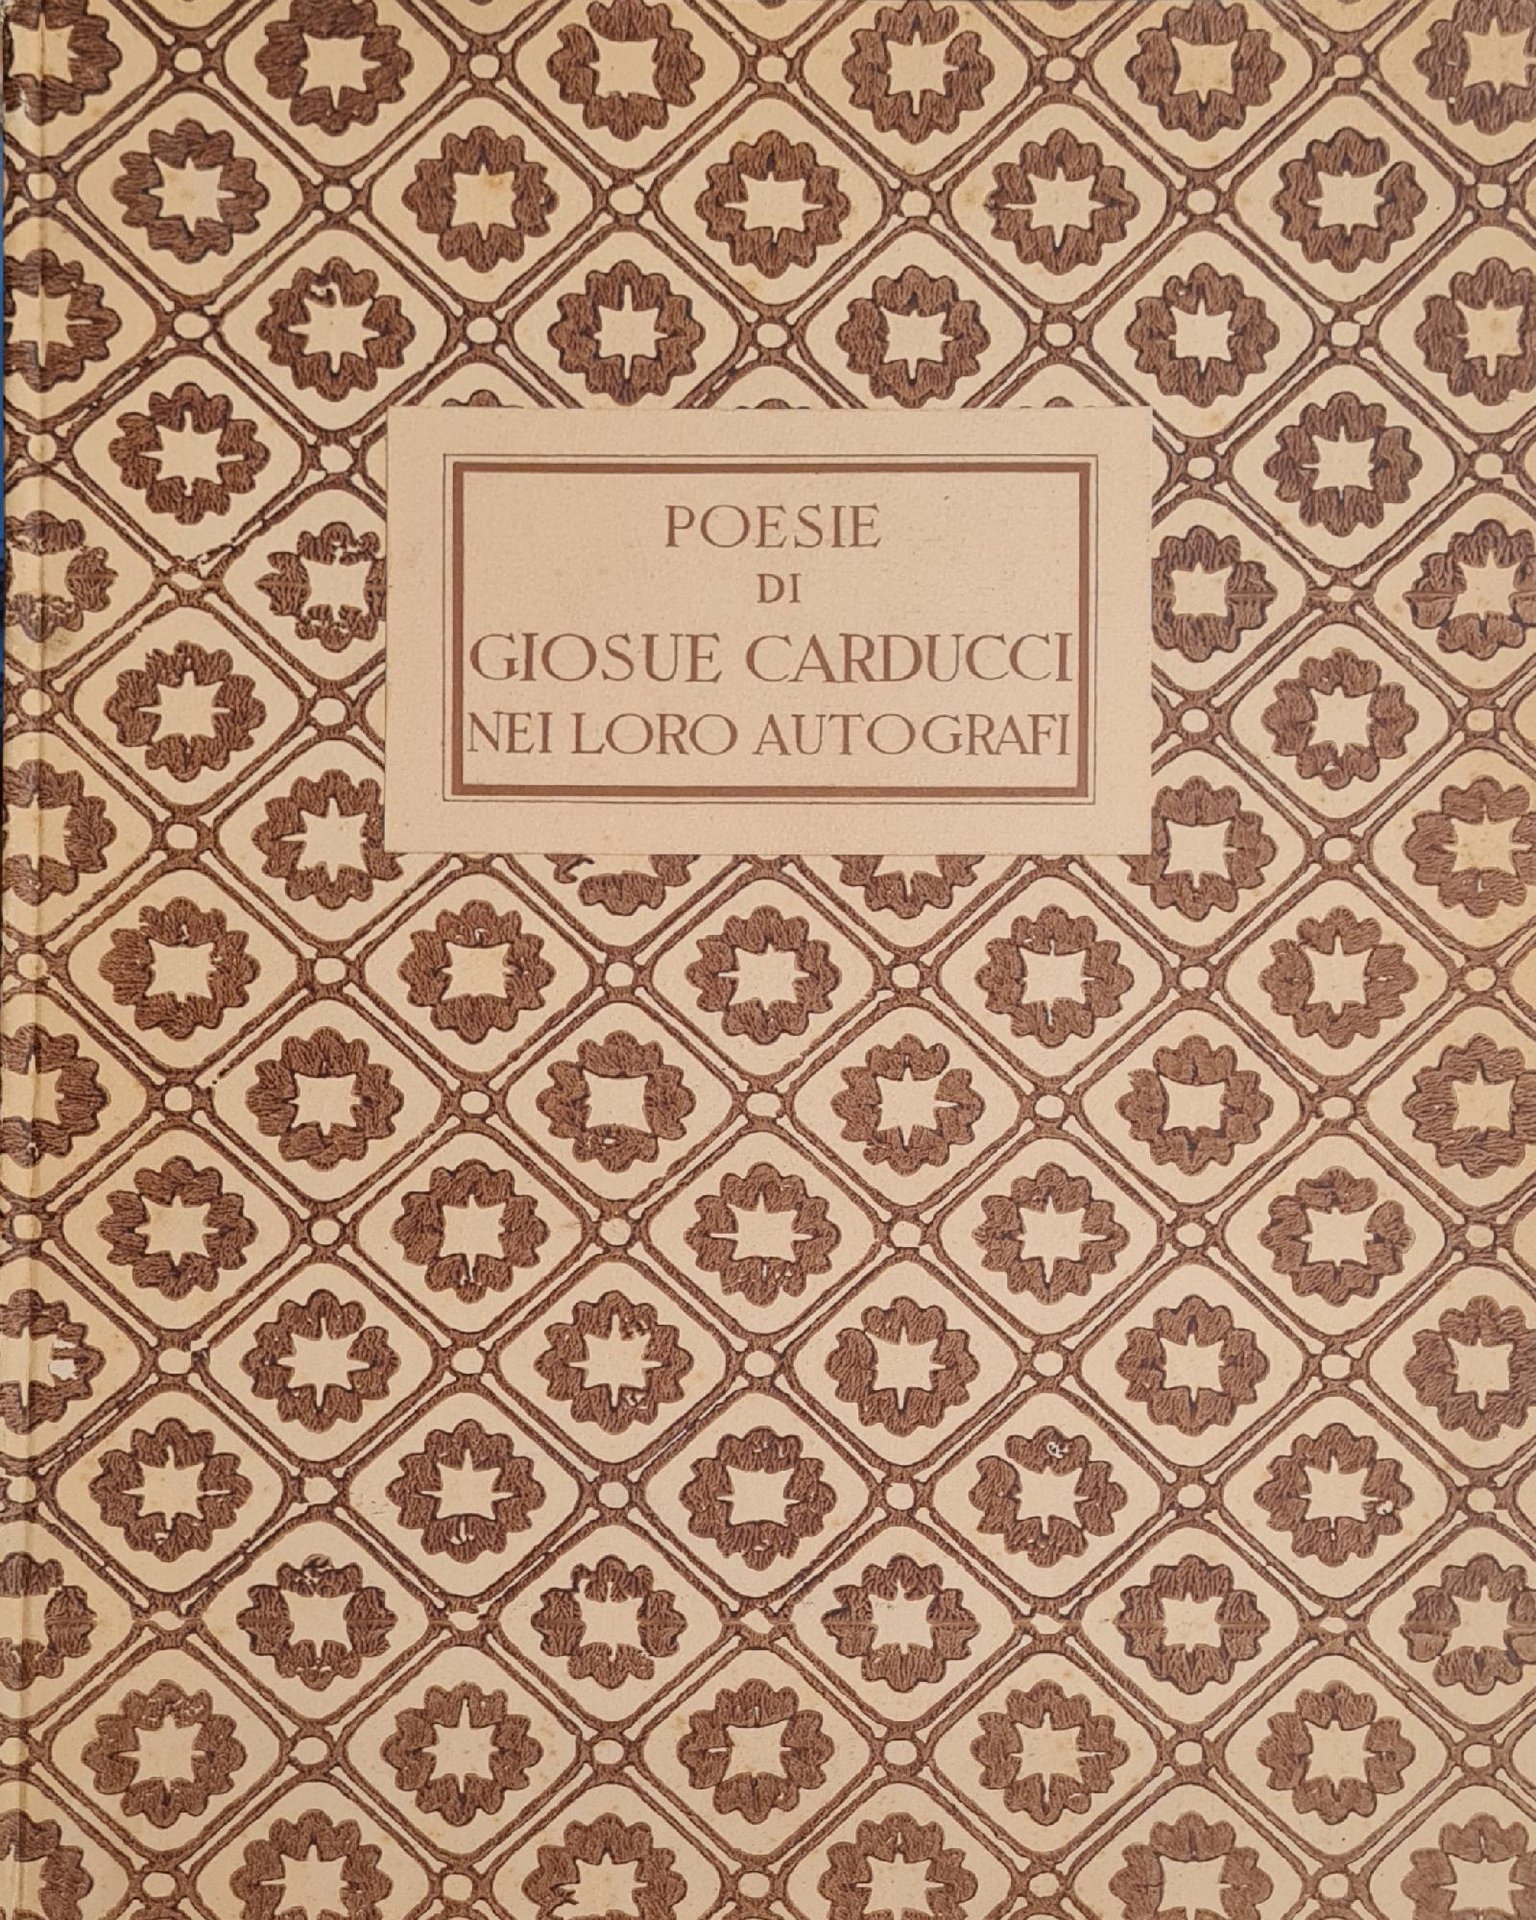 POESIE
DI
GIOSUE CARDUCCI
NEI LORO AUTOGRAFI